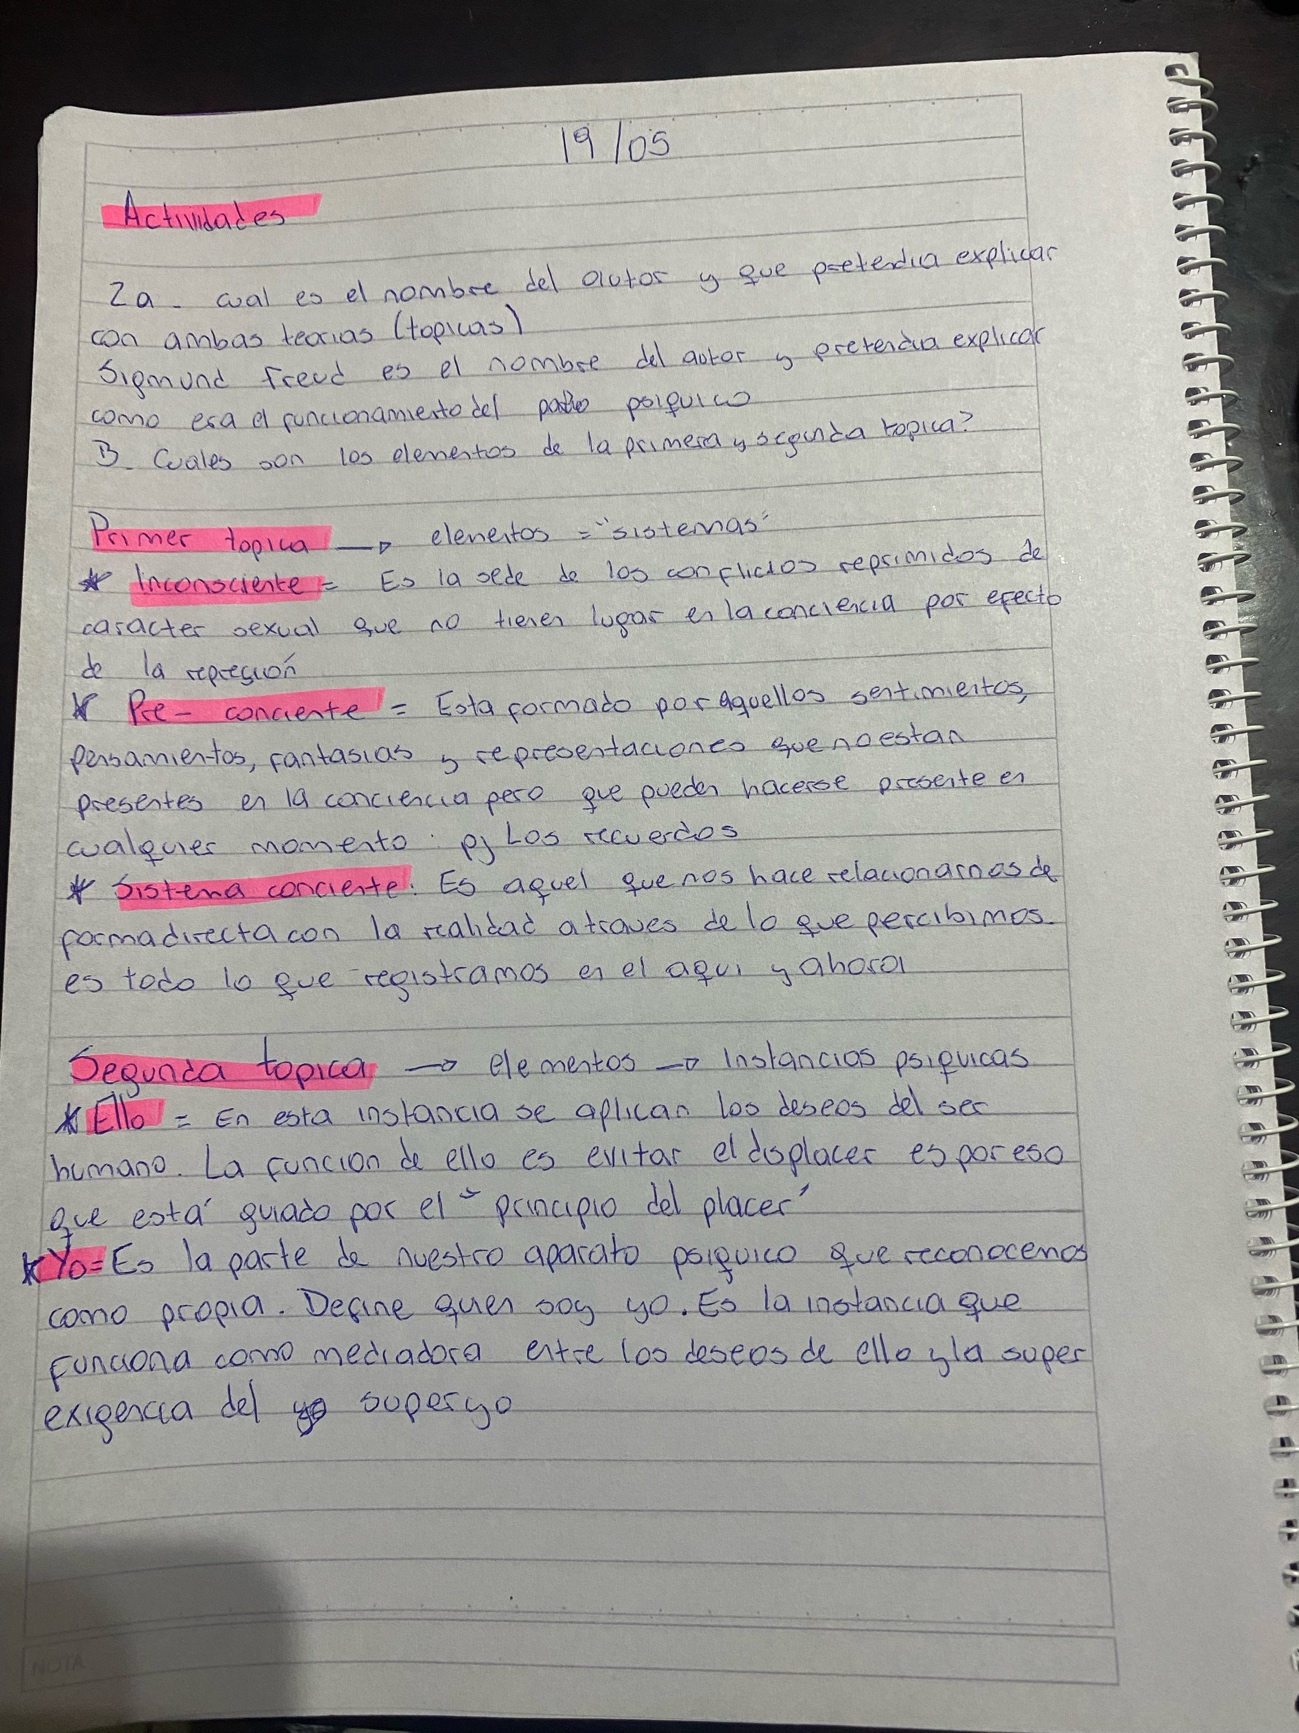 19/05
Actividades
2a - cual es el nombre del autor y que pretendia explicar
con ambas teorias (topicas)
Sigmund Freud es el nombre del autor y pretendia explicar
como era el funcionamiento del psiquico
B- Cuales son los elementos de la primera y segunda topica?
Primer topica → elementos = "sistemas"
* Inconsciente = Es la sede de los conflictos reprimidos de
caracter sexual que no tienen lugar en la conciencia por efecto
de la represión
* Pre - conciente = Esta formado por aquellos sentimientos,
pensamientos, fantasias y representaciones que no estan
presentes en la conciencia pero que pueden hacerse presente en
cualquier momento. pj Los recuerdos
* Sistema conciente: Es aquel que nos hace relacionarnos de
forma directa con la realidad a traves de lo que percibimos.
es todo lo que registramos en el aqui y ahora
Segunda topica → elementos → Instancias psiquicas
* Ello = En esta instancia se aplican los deseos del ser
humano. La funcion de ello es evitar el displacer es por eso
que está guiado por el "principio del placer"
* Yo = Es la parte de nuestro aparato psiquico que reconocemos
como propia. Define quien soy yo. Es la instancia que
funciona como mediadora entre los deseos de ello y la super
exigencia del superyo
NOTA